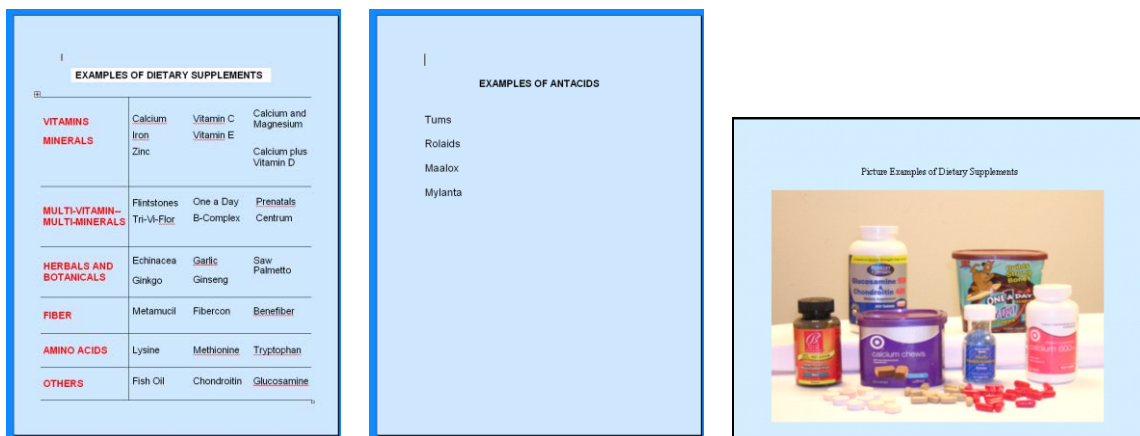 EXAMPLES OF DIETARY SUPPLEMENTS
VITAMINS
MINERALS
Calcium Vitamin C Calcium and Magnesium
Iron Vitamin E
Zinc Calcium plus Vitamin D
MULTI-VITAMIN--
MULTI-MINERALS
Flintstones One a Day Prenatals
Tri-Vi-Flor B-Complex Centrum
HERBALS AND
BOTANICALS
Echinacea Garlic Saw Palmetto
Ginkgo Ginseng
FIBER Metamucil Fibercon Benefiber
AMINO ACIDS Lysine Methionine Tryptophan
OTHERS Fish Oil Chondroitin Glucosamine
EXAMPLES OF ANTACIDS
Tums
Rolaids
Maalox
Mylanta
Picture Examples of Dietary Supplements
Glucosamine
Chondroitin
ONE A DAY
calcium chews
calcium 600